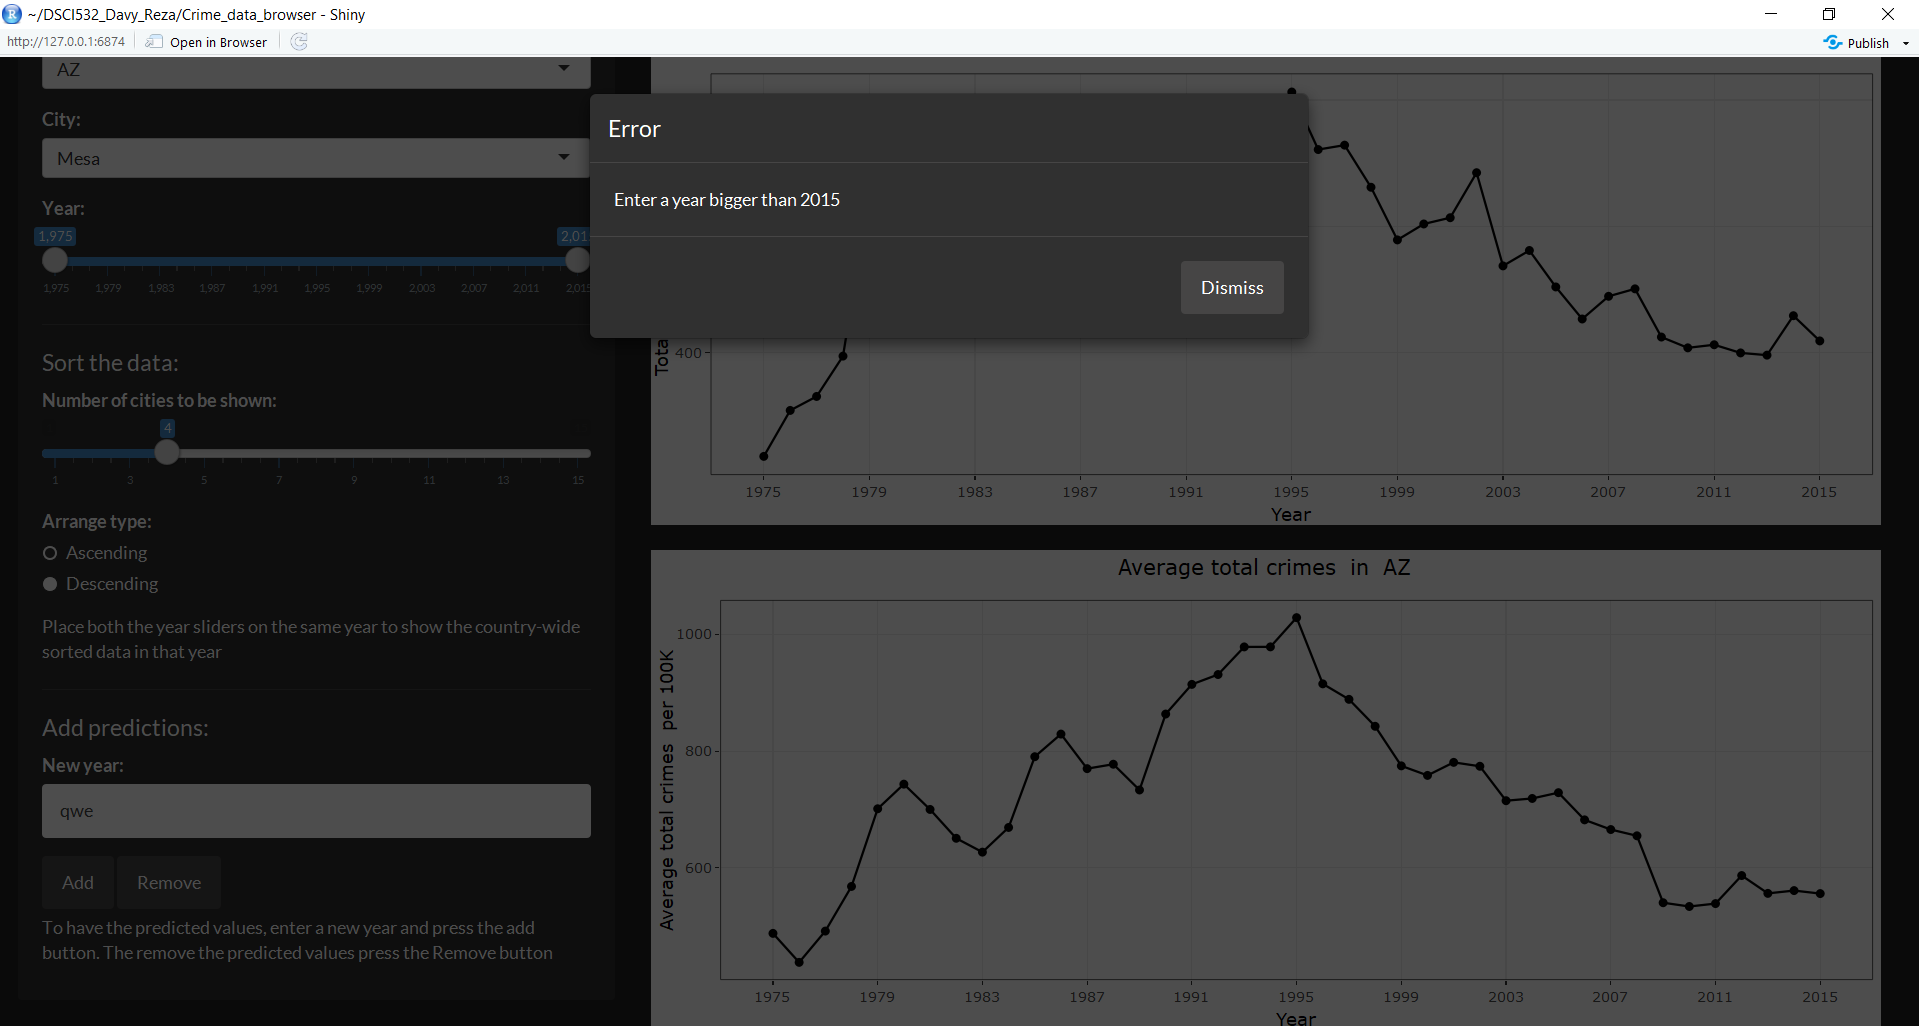 ~/DSCI532_Davy_Reza/Crime_data_browser - Shiny
http://127.0.0.1:6874
Open in Browser
Publish
AZ
City:
Mesa
Year:
1,975
1,975 1,979 1,983 1,987 1,991 1,995 1,999 2,003 2,007 2,011 2,015
Sort the data:
Number of cities to be shown:
4
1 3 5 7 9 11 13 15
Arrange type:
Ascending
Descending
Place both the year sliders on the same year to show the country-wide
sorted data in that year
Add predictions:
New year:
qwe
Add Remove
To have the predicted values, enter a new year and press the add
button. The remove the predicted values press the Remove button
Error
Enter a year bigger than 2015
Dismiss
Tota
400
1975 1979 1983 1987 1991 1995 1999 2003 2007 2011 2015
Year
Average total crimes in AZ
Average total crimes per 100K
1000
800
600
1975 1979 1983 1987 1991 1995 1999 2003 2007 2011 2015
Year